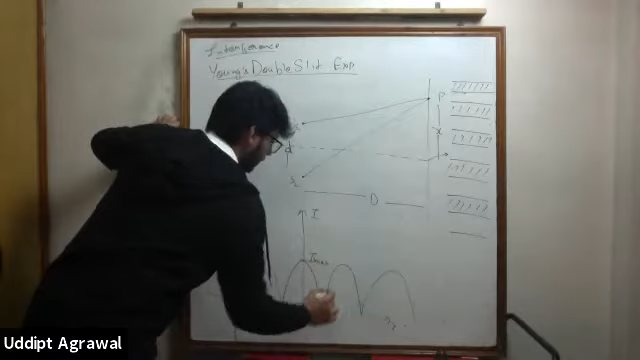 Interference
Young's Double Slit Exp
P
x
d
D
I
Imax
Uddipt Agrawal